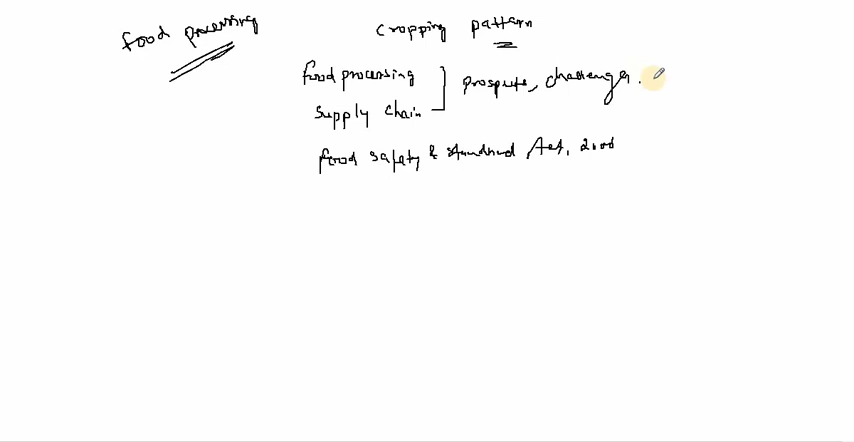 food processing
cropping pattern
food processing
supply chain
prospects, challenges.
food safety & standard Act, 2006